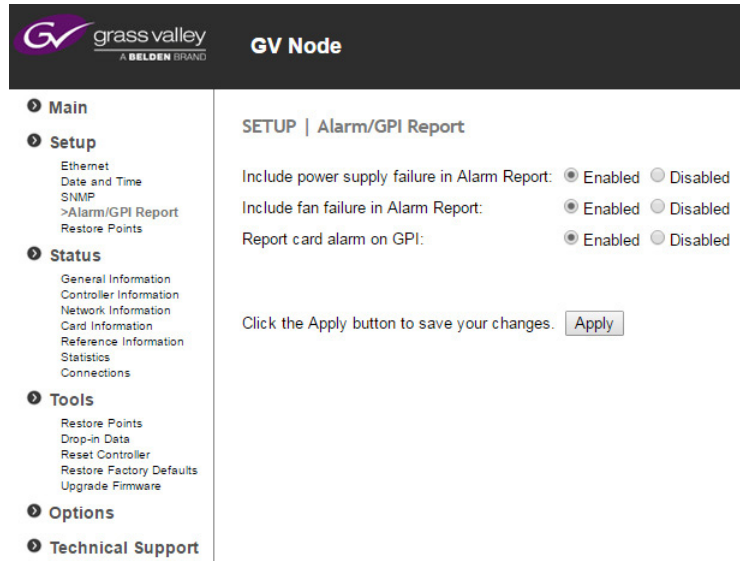 GV grass valley
A BELDEN BRAND
GV Node
Main
Setup
Ethernet
Date and Time
SNMP
>Alarm/GPI Report
Restore Points
Status
General Information
Controller Information
Network Information
Card Information
Reference Information
Statistics
Connections
Tools
Restore Points
Drop-in Data
Reset Controller
Restore Factory Defaults
Upgrade Firmware
Options
Technical Support
SETUP | Alarm/GPI Report
Include power supply failure in Alarm Report: Enabled Disabled
Include fan failure in Alarm Report: Enabled Disabled
Report card alarm on GPI: Enabled Disabled
Click the Apply button to save your changes. Apply